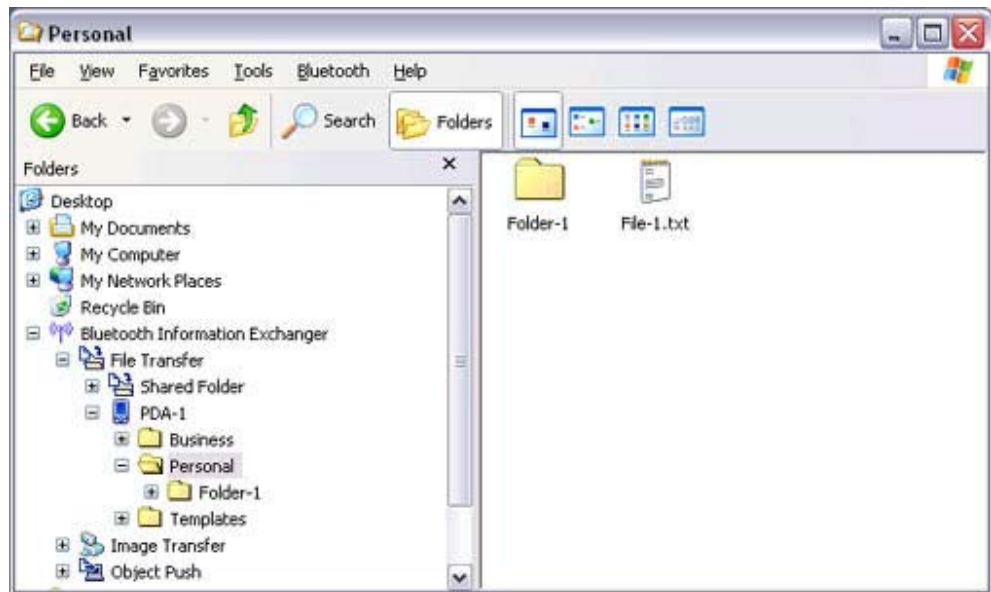 Personal
File View Favorites Tools Bluetooth Help
Back Search Folders
Folders
Desktop
My Documents
My Computer
My Network Places
Recycle Bin
Bluetooth Information Exchanger
File Transfer
Shared Folder
PDA-1
Business
Personal
Folder-1
Templates
Image Transfer
Object Push
Folder-1 File-1.txt